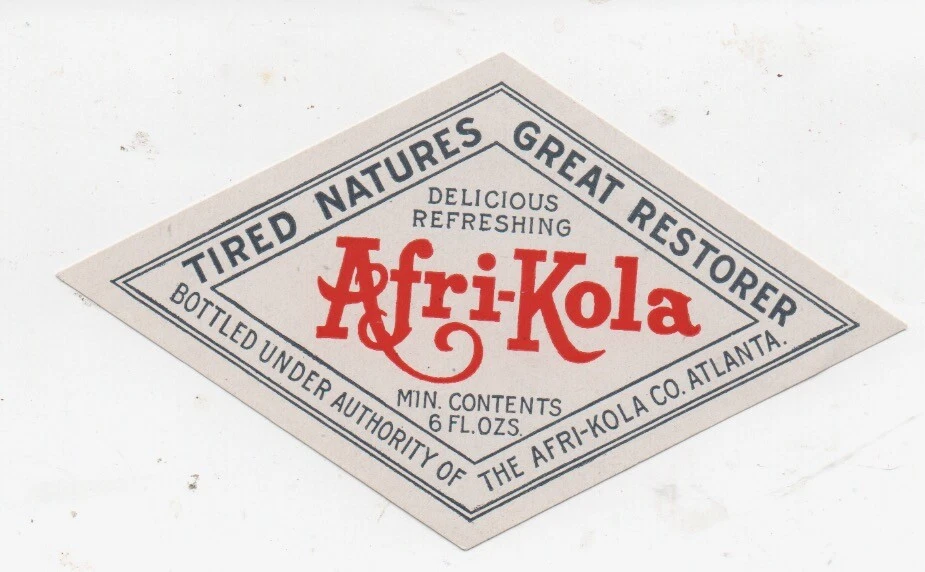 TIRED NATURES GREAT RESTORER
DELICIOUS
REFRESHING
Afri-Kola
MIN. CONTENTS
6 FL.OZS.
BOTTLED UNDER AUTHORITY OF THE AFRI-KOLA CO. ATLANTA.